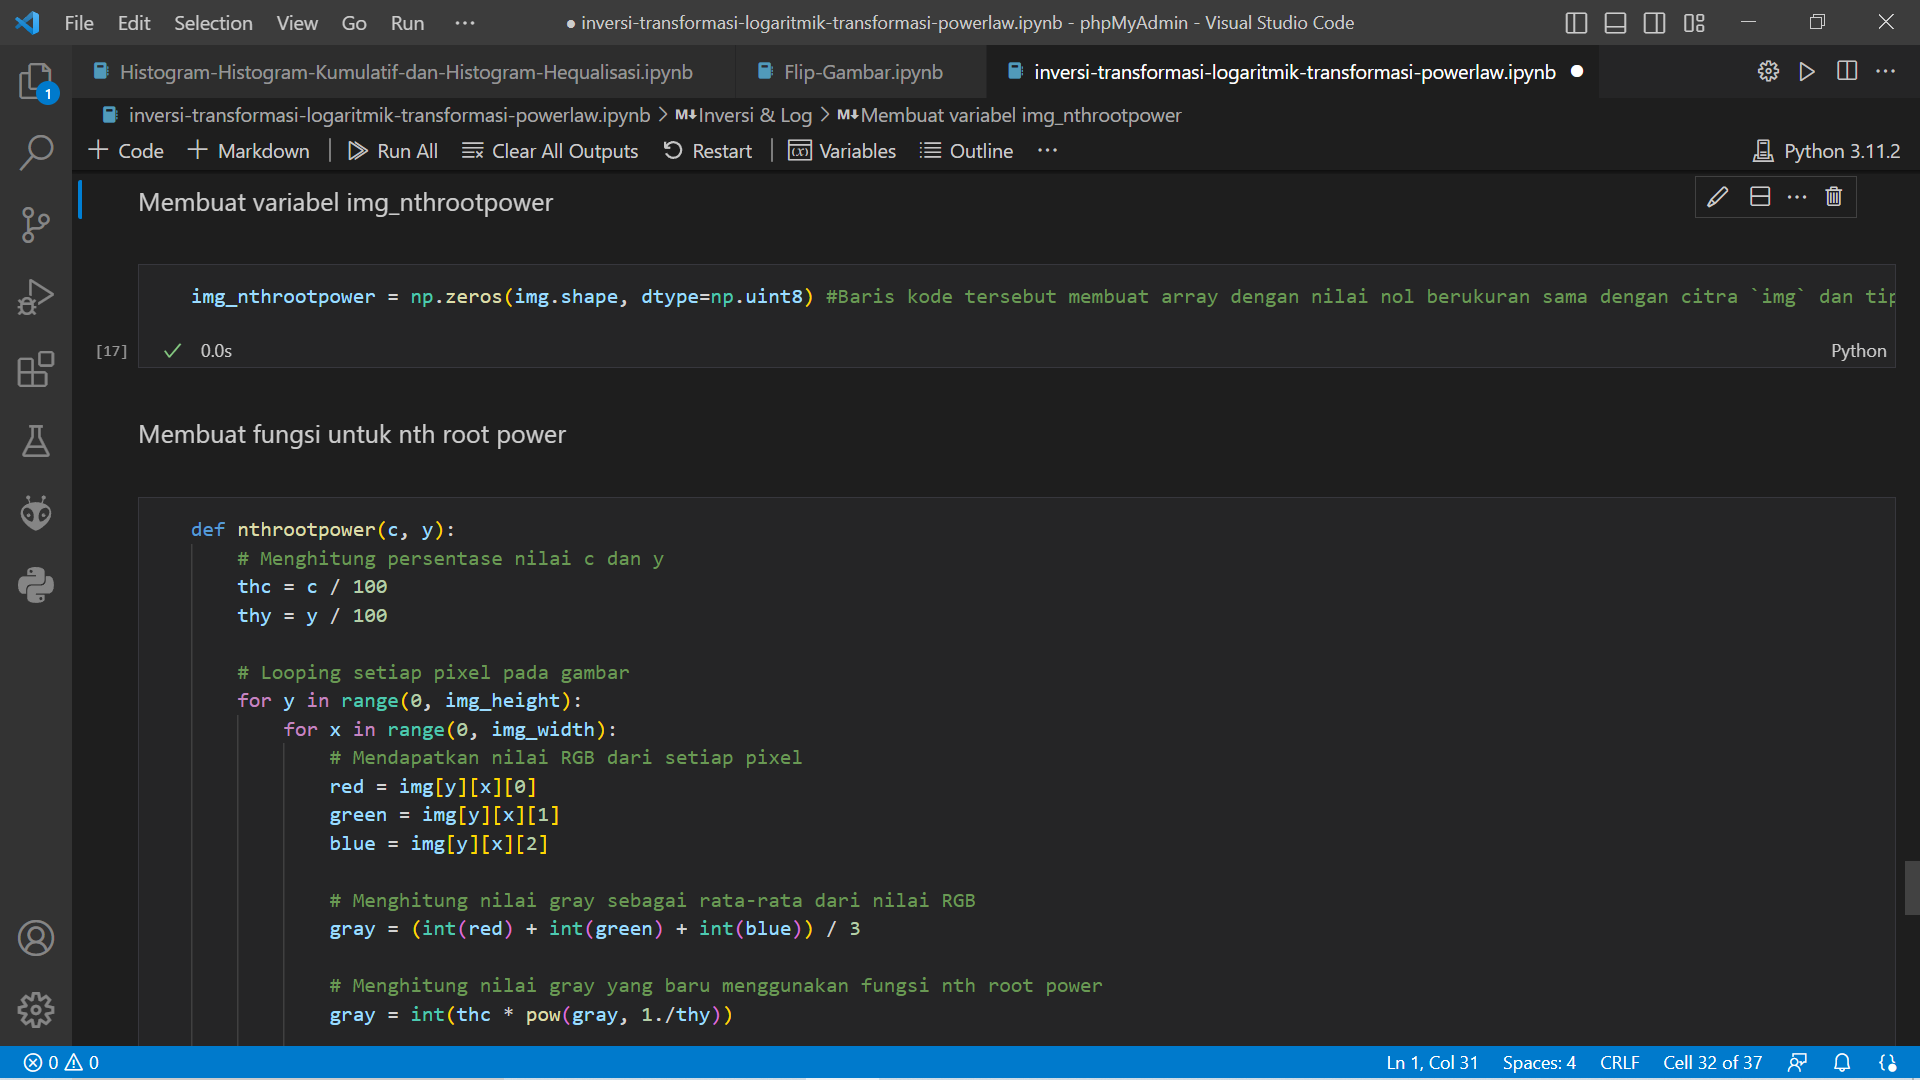 File Edit Selection View Go Run ···
● inversi-transformasi-logaritmik-transformasi-powerlaw.ipynb - phpMyAdmin - Visual Studio Code
1
Histogram-Histogram-Kumulatif-dan-Histogram-Hequalisasi.ipynb
Flip-Gambar.ipynb
inversi-transformasi-logaritmik-transformasi-powerlaw.ipynb ●
inversi-transformasi-logaritmik-transformasi-powerlaw.ipynb > M↓Inversi & Log > M↓Membuat variabel img_nthrootpower
+ Code + Markdown Run All Clear All Outputs Restart Variables Outline ··· Python 3.11.2
Membuat variabel img_nthrootpower
img_nthrootpower = np.zeros(img.shape, dtype=np.uint8) #Baris kode tersebut membuat array dengan nilai nol berukuran sama dengan citra `img` dan tip
[17] ✓ 0.0s Python
Membuat fungsi untuk nth root power
def nthrootpower(c, y):
# Menghitung persentase nilai c dan y
thc = c / 100
thy = y / 100
# Looping setiap pixel pada gambar
for y in range(0, img_height):
for x in range(0, img_width):
# Mendapatkan nilai RGB dari setiap pixel
red = img[y][x][0]
green = img[y][x][1]
blue = img[y][x][2]
# Menghitung nilai gray sebagai rata-rata dari nilai RGB
gray = (int(red) + int(green) + int(blue)) / 3
# Menghitung nilai gray yang baru menggunakan fungsi nth root power
gray = int(thc * pow(gray, 1./thy))
0 0 Ln 1, Col 31 Spaces: 4 CRLF Cell 32 of 37